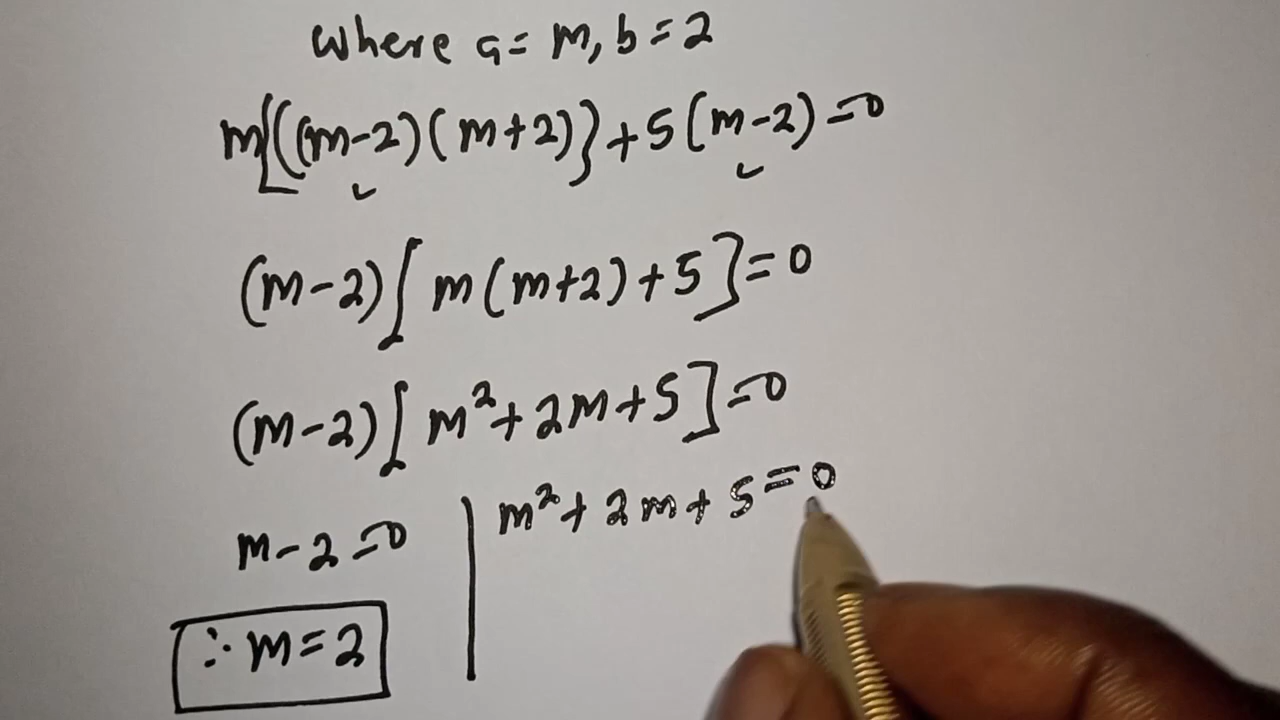 where a = m, b = 2
m[((m-2)(m+2)}+5(m-2)=0
(m-2)[m(m+2)+5]=0
(m-2)[m²+2m+5]=0
m-2=0
∴ m=2
m²+2m+5=0